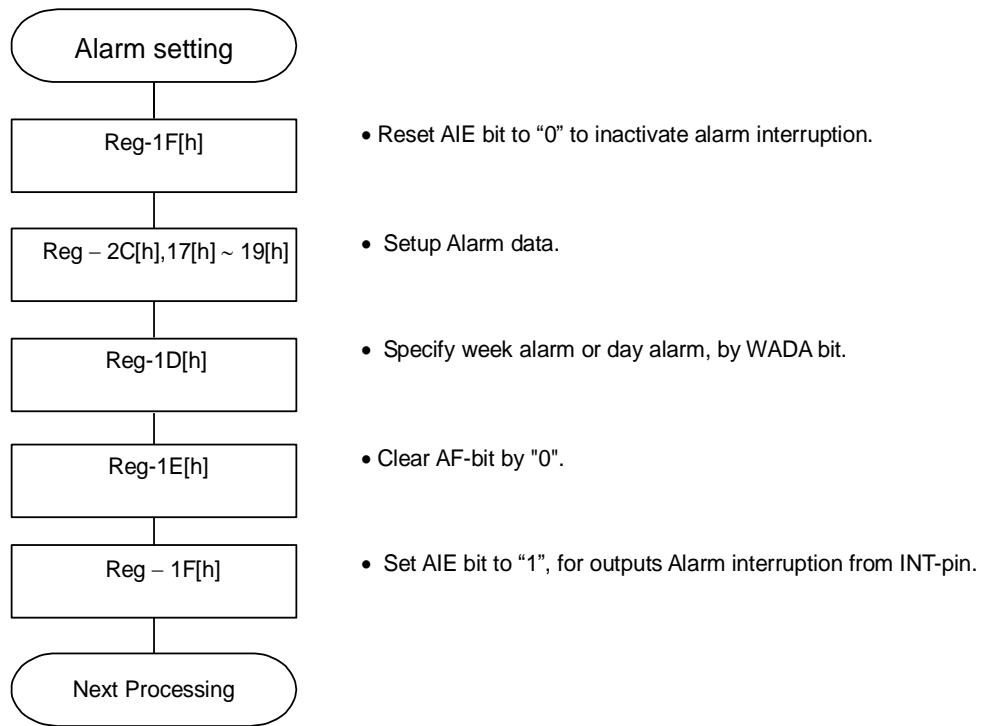 Alarm setting
Reg-1F[h]
• Reset AIE bit to “0” to inactivate alarm interruption.
Reg – 2C[h],17[h] ~ 19[h]
• Setup Alarm data.
Reg-1D[h]
• Specify week alarm or day alarm, by WADA bit.
Reg-1E[h]
• Clear AF-bit by "0".
Reg – 1F[h]
• Set AIE bit to “1”, for outputs Alarm interruption from INT-pin.
Next Processing